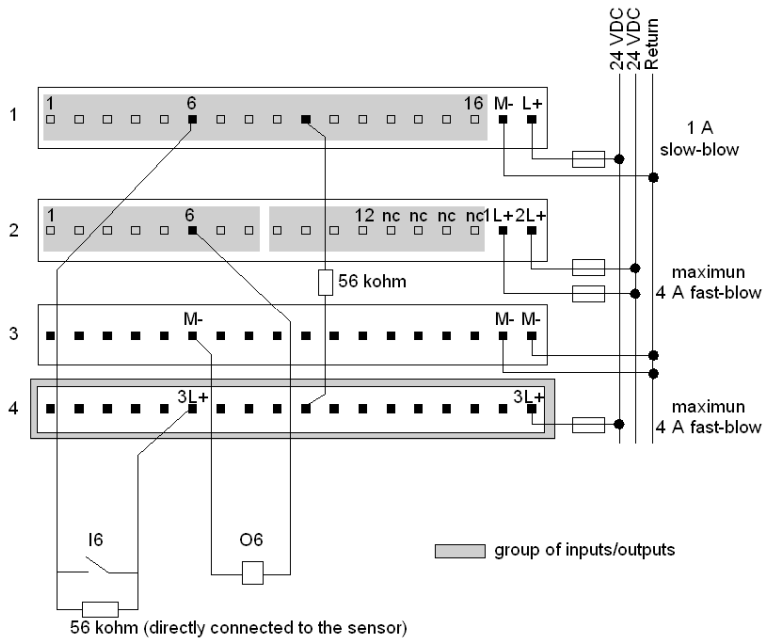 24 VDC
24 VDC
Return
1
1
6
16
M-
L+
1 A
slow-blow
2
1
6
12 nc nc nc nc
1L+
2L+
maximun
4 A fast-blow
56 kohm
3
M-
M-
M-
4
3L+
3L+
maximun
4 A fast-blow
I6
O6
group of inputs/outputs
56 kohm (directly connected to the sensor)